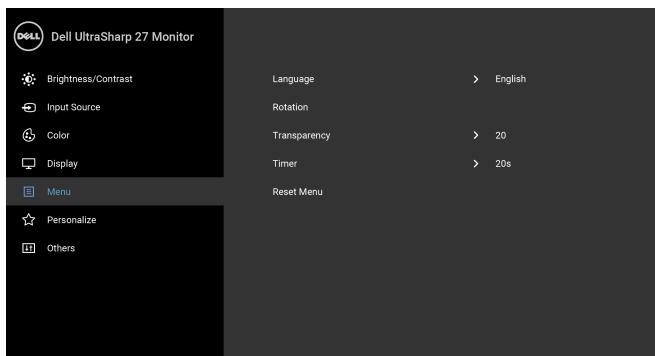 DELL Dell UltraSharp 27 Monitor
Brightness/Contrast
Input Source
Color
Display
Menu
Personalize
Others
Language > English
Rotation
Transparency > 20
Timer > 20s
Reset Menu